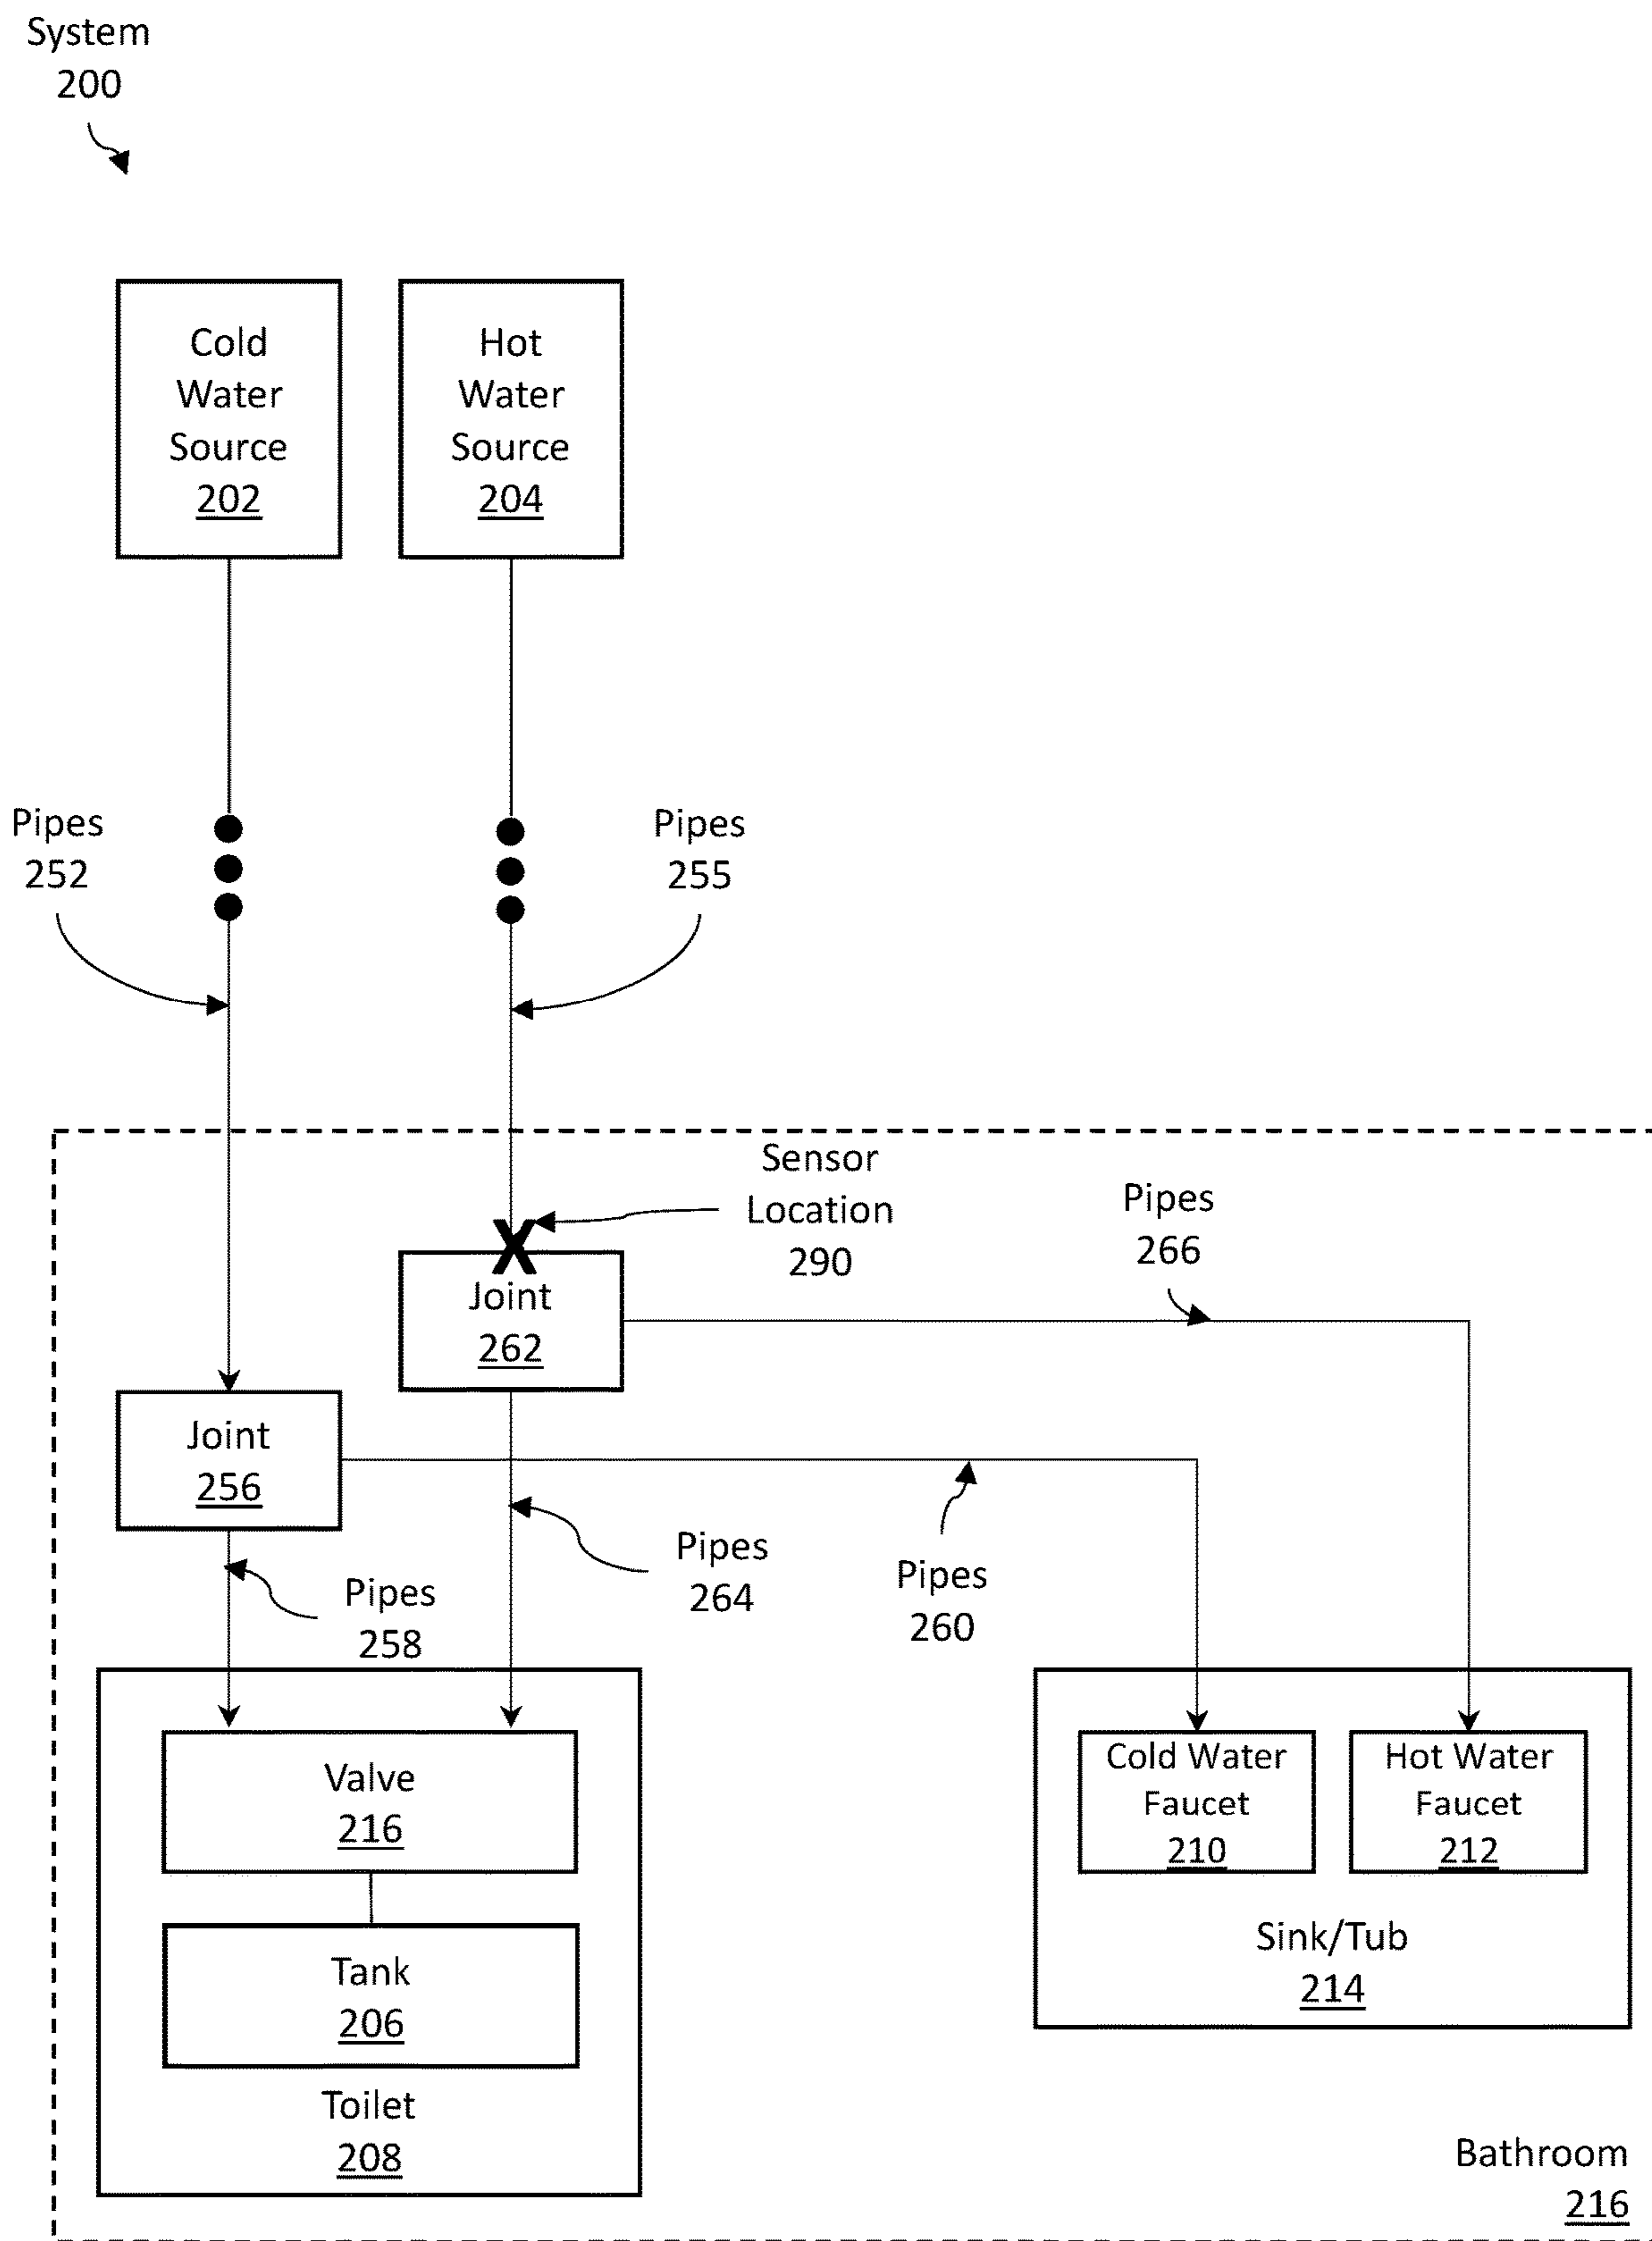 System
200
Cold
Water
Source
202
Hot
Water
Source
204
Pipes
252
Pipes
255
Sensor
Location
290
Pipes
266
X
Joint
262
Joint
256
Pipes
264
Pipes
260
Pipes
258
Valve
216
Cold Water
Faucet
210
Hot Water
Faucet
212
Sink/Tub
214
Tank
206
Toilet
208
Bathroom
216